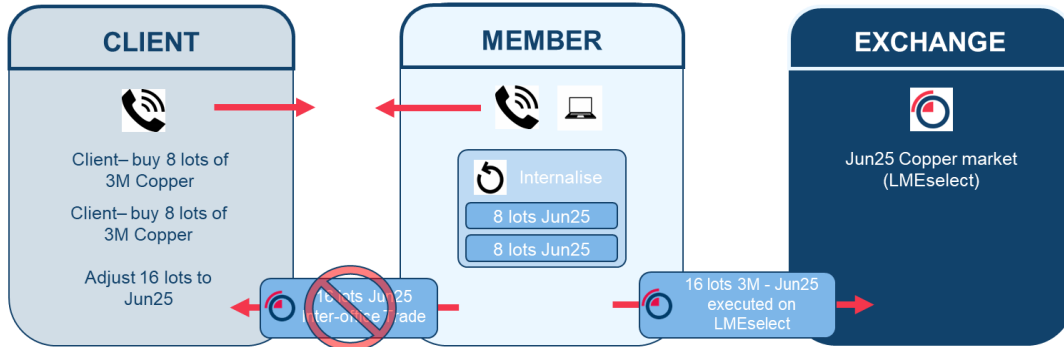 CLIENT
Client– buy 8 lots of
3M Copper
Client– buy 8 lots of
3M Copper
Adjust 16 lots to
Jun25
16 lots Jun25
Inter-office Trade
MEMBER
Internalise
8 lots Jun25
8 lots Jun25
16 lots 3M - Jun25
executed on
LMEselect
EXCHANGE
Jun25 Copper market
(LMEselect)